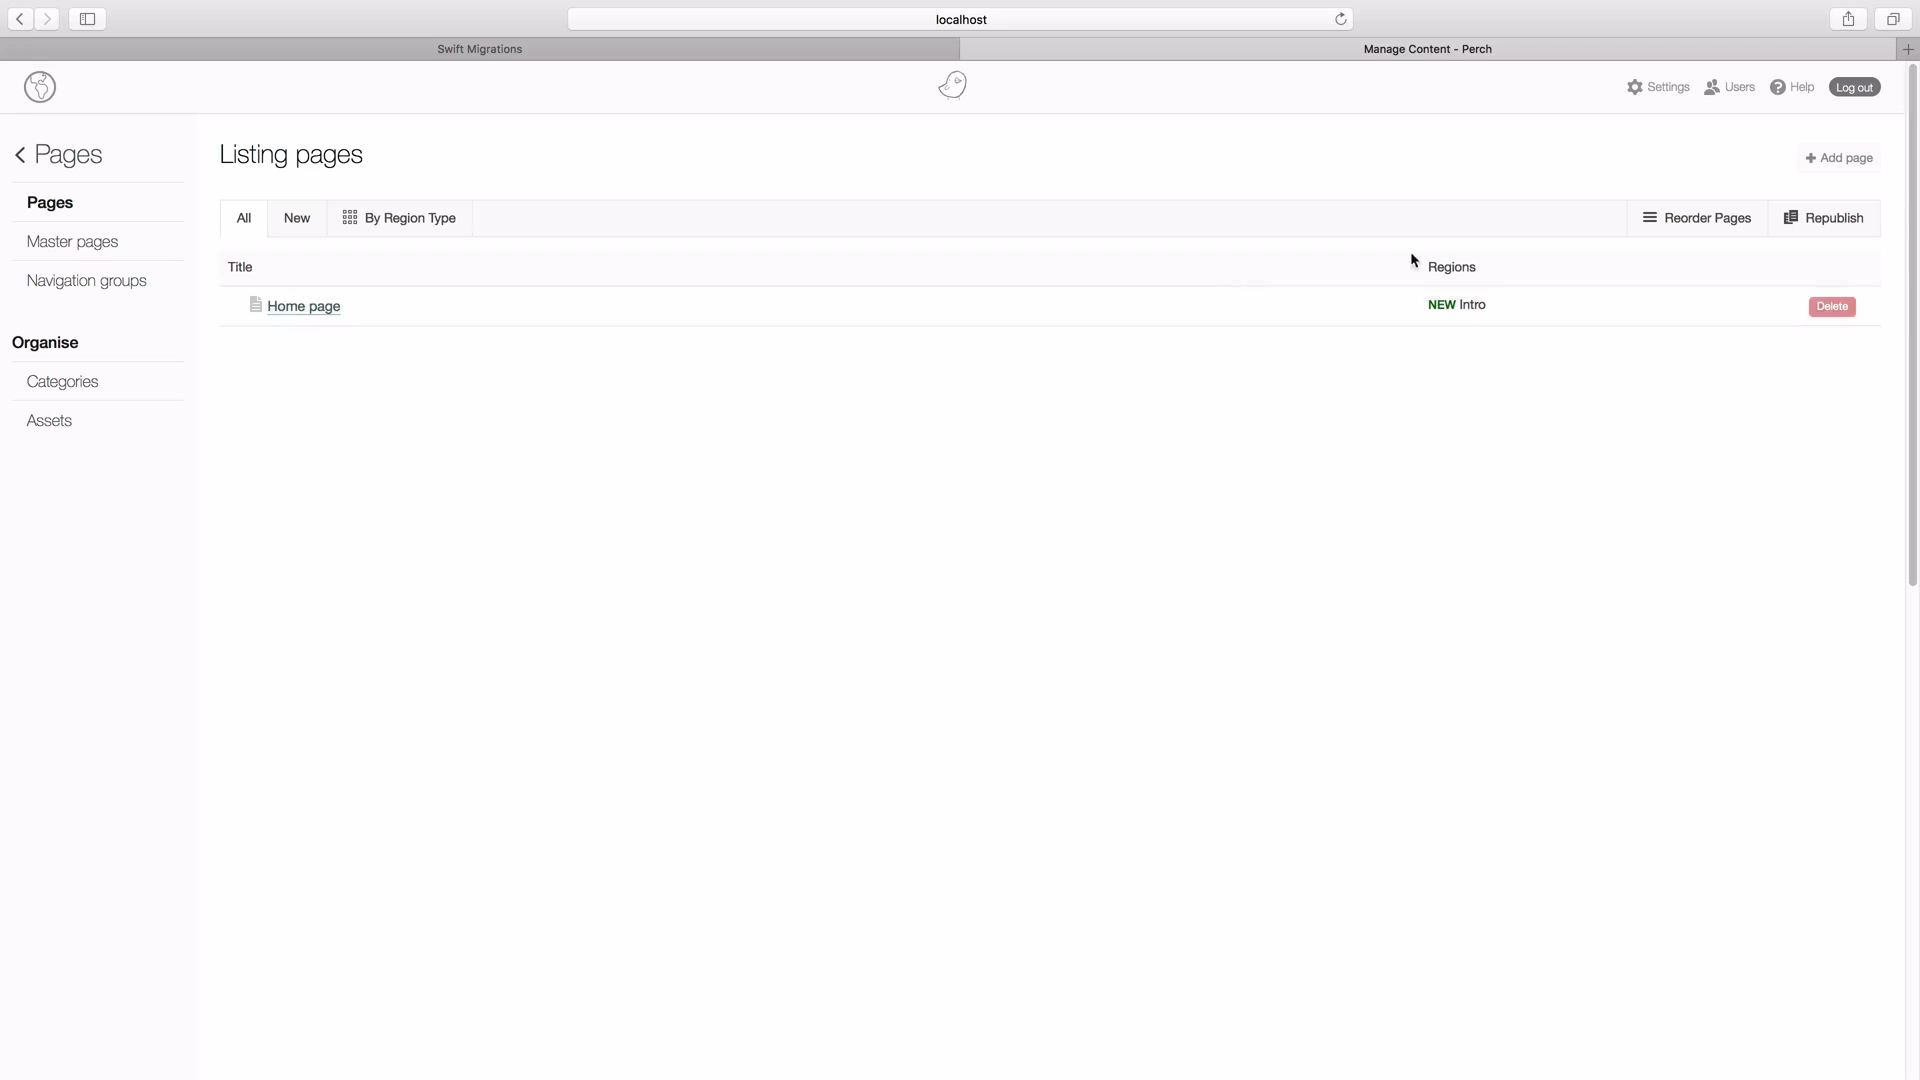 localhost
Swift Migrations
Manage Content - Perch
Settings
Users
Help
Log out
Pages
Pages
Master pages
Navigation groups
Organise
Categories
Assets
Listing pages
Add page
All
New
By Region Type
Reorder Pages
Republish
Title
Regions
Home page
NEW Intro
Delete